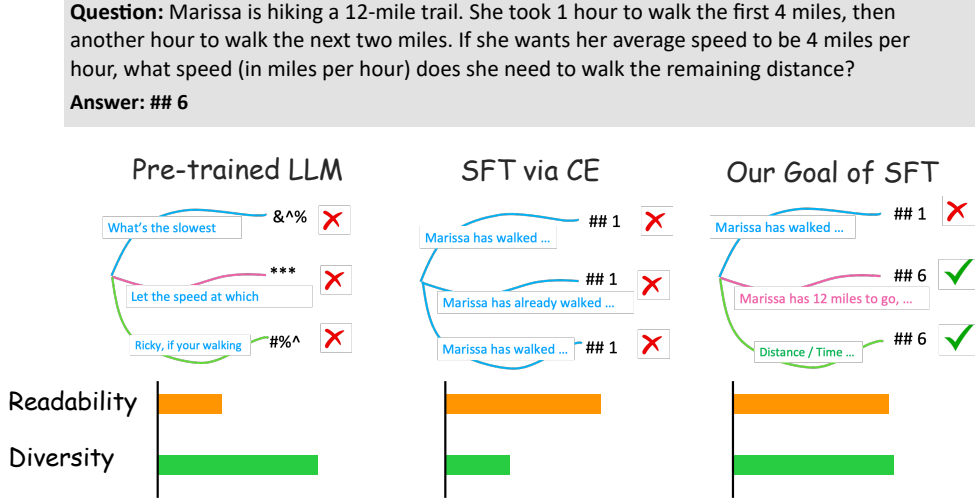 Question: Marissa is hiking a 12-mile trail. She took 1 hour to walk the first 4 miles, then
another hour to walk the next two miles. If she wants her average speed to be 4 miles per
hour, what speed (in miles per hour) does she need to walk the remaining distance?
Answer: ## 6
Pre-trained LLM
SFT via CE
Our Goal of SFT
What's the slowest
&^%
Let the speed at which
***
Ricky, if your walking
#%^
Marissa has walked ...
## 1
Marissa has already walked ...
## 1
Marissa has walked ...
## 1
Marissa has walked ...
## 1
Marissa has 12 miles to go, ...
## 6
Distance / Time ...
## 6
Readability
Diversity